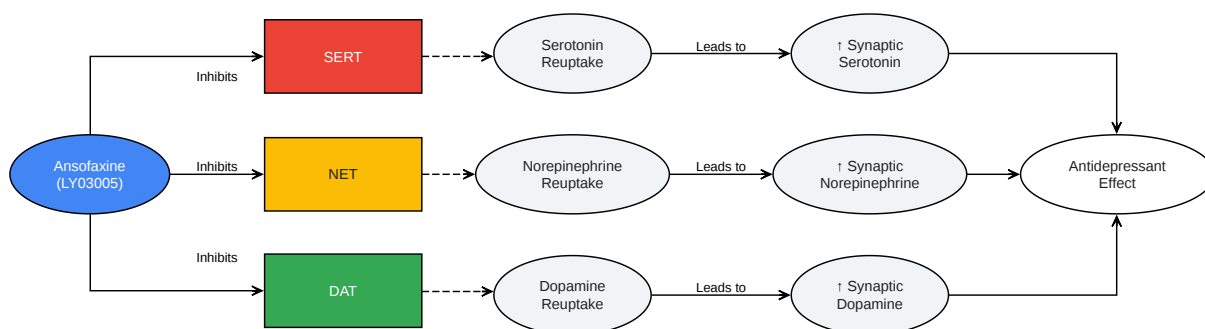 Inhibits
SERT
Serotonin
Reuptake
Leads to
↑ Synaptic
Serotonin
Ansofaxine
(LY03005)
Inhibits
NET
Norepinephrine
Reuptake
Leads to
↑ Synaptic
Norepinephrine
Antidepressant
Effect
Inhibits
DAT
Dopamine
Reuptake
Leads to
↑ Synaptic
Dopamine